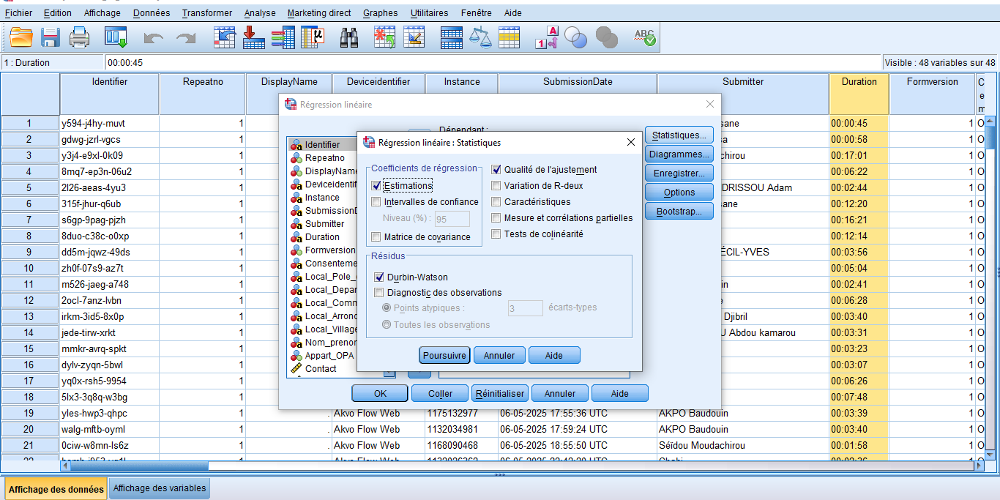 Fichier Edition Affichage Données Transformer Analyse Marketing direct Graphes Utilitaires Fenêtre Aide
1 : Duration 00:00:45 Visible : 48 variables sur 48
Identifier Repeatno DisplayName Deviceidentifier Instance SubmissionDate Submitter Duration Formversion
Régression linéaire
Dépendant :
Identifier
Repeatno
DisplayName
Deviceidentif
Instance
SubmissionD
Submitter
Duration
Formversion
Consenteme
Local_Pole_
Local_Depar
Local_Comm
Local_Arrond
Local_Village
Nom_prenor
Appart_OPA
Contact
Statistiques...
Diagrammes...
Enregistrer...
Options
Bootstrap...
Régression linéaire : Statistiques
Coefficients de régression
Estimations
Intervalles de confiance
Niveau (%) : 95
Matrice de covariance
Qualité de l'ajustement
Variation de R-deux
Caractéristiques
Mesure et corrélations partielles
Tests de colinéarité
Résidus
Durbin-Watson
Diagnostic des observations
Points atypiques : 3 écarts-types
Toutes les observations
Poursuivre Annuler Aide
OK Coller Réinitialiser Annuler Aide
1 y594-j4hy-muvt 1 sane 00:00:45 1 O
2 gdwg-jzrl-vgcs 1 sa 00:00:58 1 O
3 y3j4-e9xl-0k09 1 chirou 00:17:01 1 O
4 8mq7-ep3n-06u2 1 00:06:22 1 O
5 2l26-aeas-4yu3 1 DRISSOU Adam 00:02:44 1 O
6 315f-jhur-q6ub 1 sane 00:12:20 1 O
7 s6gp-9pag-pjzh 1 00:16:21 1 O
8 8duo-c38c-o0xp 1 00:12:14 1 O
9 dd5m-jqwz-49ds 1 ÉCIL-YVES 00:03:56 1 O
10 zh0f-07s9-az7t 1 00:05:04 1 O
11 m526-jaeg-a748 1 in 00:02:41 1 O
12 2ocl-7anz-lvbn 1 e 00:06:28 1 O
13 irkm-3id5-8x0p 1 Djibril 00:03:40 1 O
14 jede-tirw-xrkt 1 U Abdou kamarou 00:03:31 1 O
15 mmkr-avrq-spkt 1 00:03:23 1 O
16 dylv-zyqn-5bwl 1 00:03:07 1 O
17 yq0x-rsh5-9954 1 00:06:26 1 O
18 5lx3-3q8q-w3bg 1 00:07:48 1 O
19 yles-hwp3-qhpc 1 . Akvo Flow Web 1175132977 06-05-2025 17:55:36 UTC AKPO Baudouin 00:03:39 1 O
20 walg-mftb-oyml 1 . Akvo Flow Web 1132034981 06-05-2025 17:59:24 UTC AKPO Baudouin 00:03:40 1 O
21 0ciw-w8mn-ls6z 1 . Akvo Flow Web 1168090468 06-05-2025 18:55:50 UTC Séïdou Moudachirou 00:01:58 1 O
Affichage des données Affichage des variables